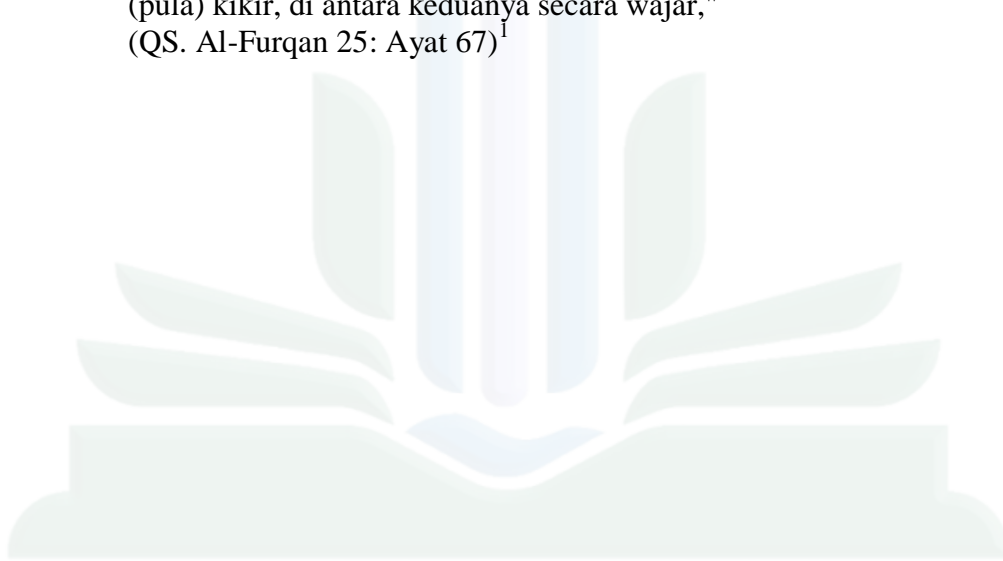 (pula) kikir, di antara keduanya secara wajar,"
(QS. Al-Furqan 25: Ayat 67)1